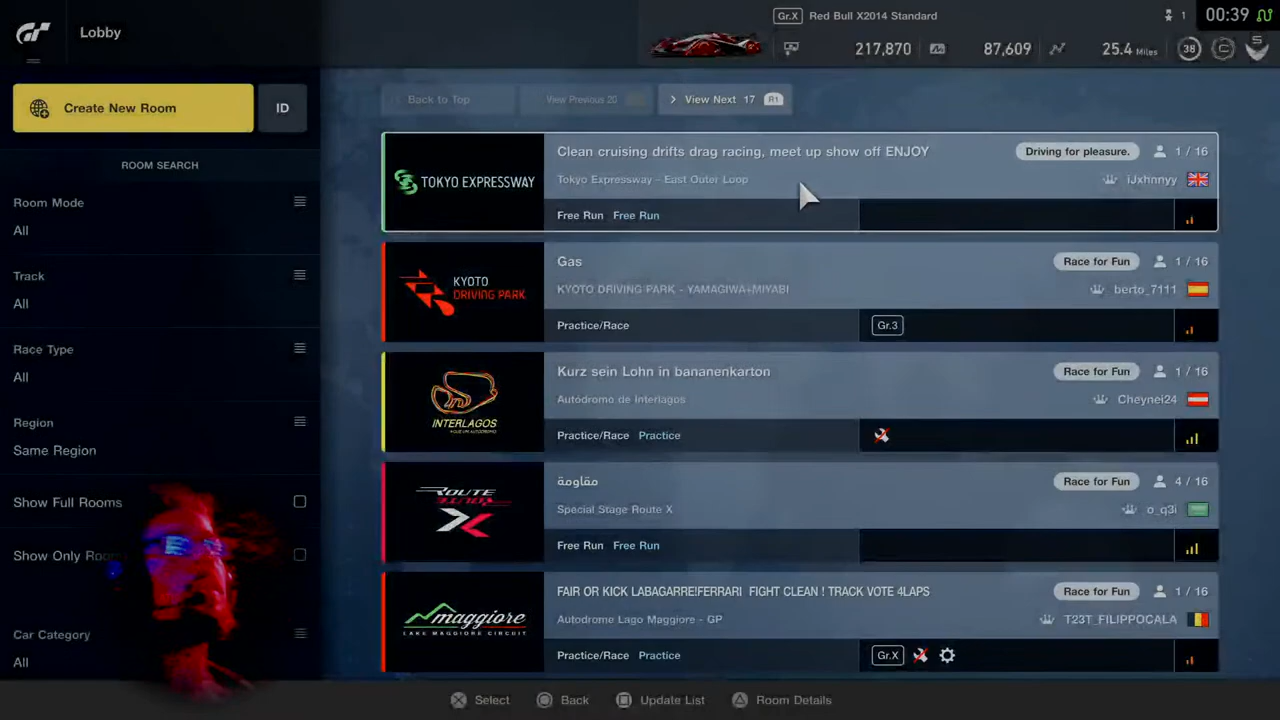 Lobby
Gr.X Red Bull X2014 Standard
1
00:39
217,870
87,609
25.4 Miles
38
C
S
Create New Room
ID
ROOM SEARCH
Room Mode
All
Track
All
Race Type
All
Region
Same Region
Show Full Rooms
Show Only Roo
Car Category
All
Back to Top
View Previous 20
View Next 17 R1
TOKYO EXPRESSWAY
Clean cruising drifts drag racing, meet up show off ENJOY
Driving for pleasure.
1 / 16
Tokyo Expressway - East Outer Loop
iJxhnnyy
Free Run Free Run
KYOTO
DRIVING PARK
Gas
Race for Fun
1 / 16
KYOTO DRIVING PARK - YAMAGIWA+MIYABI
berto_7111
Practice/Race
Gr.3
INTERLAGOS
Kurz sein Lohn in bananenkarton
Race for Fun
1 / 16
Autódromo de Interlagos
Cheynei24
Practice/Race Practice
ROUTE
X
مقاومة
Race for Fun
4 / 16
Special Stage Route X
o_q3i
Free Run Free Run
maggiore
LAKE MAGGIORE CIRCUIT
FAIR OR KICK LABAGARRE!FERRARI FIGHT CLEAN ! TRACK VOTE 4LAPS
Race for Fun
1 / 16
Autodrome Lago Maggiore - GP
T23T_FILIPPOCALA
Practice/Race Practice
Gr.X
Select
Back
Update List
Room Details